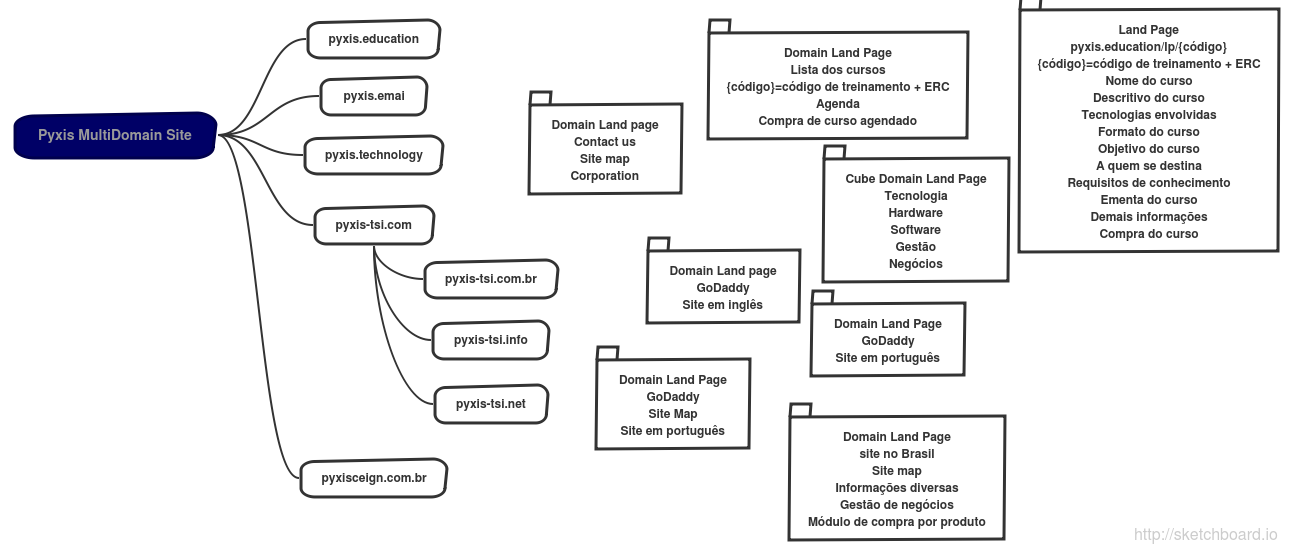 Pyxis MultiDomain Site
pyxis.education
pyxis.emai
pyxis.technology
pyxis-tsi.com
pyxis-tsi.com.br
pyxis-tsi.info
pyxis-tsi.net
pyxisceign.com.br
Domain Land page
Contact us
Site map
Corporation
Domain Land Page
Lista dos cursos
{código}=código de treinamento + ERC
Agenda
Compra de curso agendado
Land Page
pyxis.education/lp/{código}
{código}=código de treinamento + ERC
Nome do curso
Descritivo do curso
Tecnologias envolvidas
Formato do curso
Objetivo do curso
A quem se destina
Requisitos de conhecimento
Ementa do curso
Demais informações
Compra do curso
Cube Domain Land Page
Tecnologia
Hardware
Software
Gestão
Negócios
Domain Land page
GoDaddy
Site em inglês
Domain Land Page
GoDaddy
Site em português
Domain Land Page
GoDaddy
Site Map
Site em português
Domain Land Page
site no Brasil
Site map
Informações diversas
Gestão de negócios
Módulo de compra por produto
http://sketchboard.io